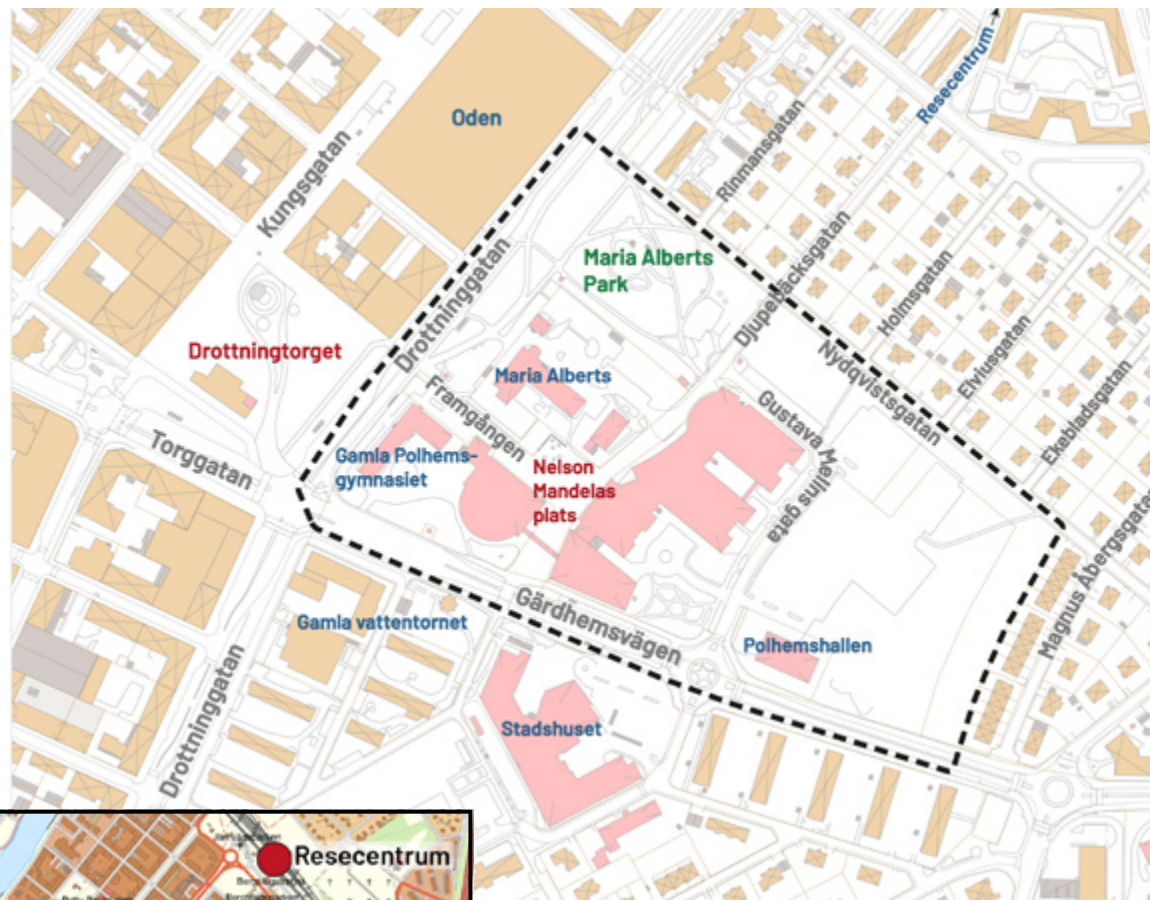 Resecentrum
Oden
Rinmansgatan
Kungsgatan
Maria Alberts
Park
Djupebäcksgatan
Holmsgatan
Drottninggatan
Drottningtorget
Elviusgatan
Nydqvistsgatan
Maria Alberts
Framgången
Ekabladsgatan
Gustava Melins gata
Torggatan
Gamla Polhems-
gymnasiet
Nelson
Mandelas
plats
Magnus Åbergsgatan
Gärdhemsvägen
Gamla vattentornet
Polhemshallen
Drottninggatan
Stadshuset
Resecentrum